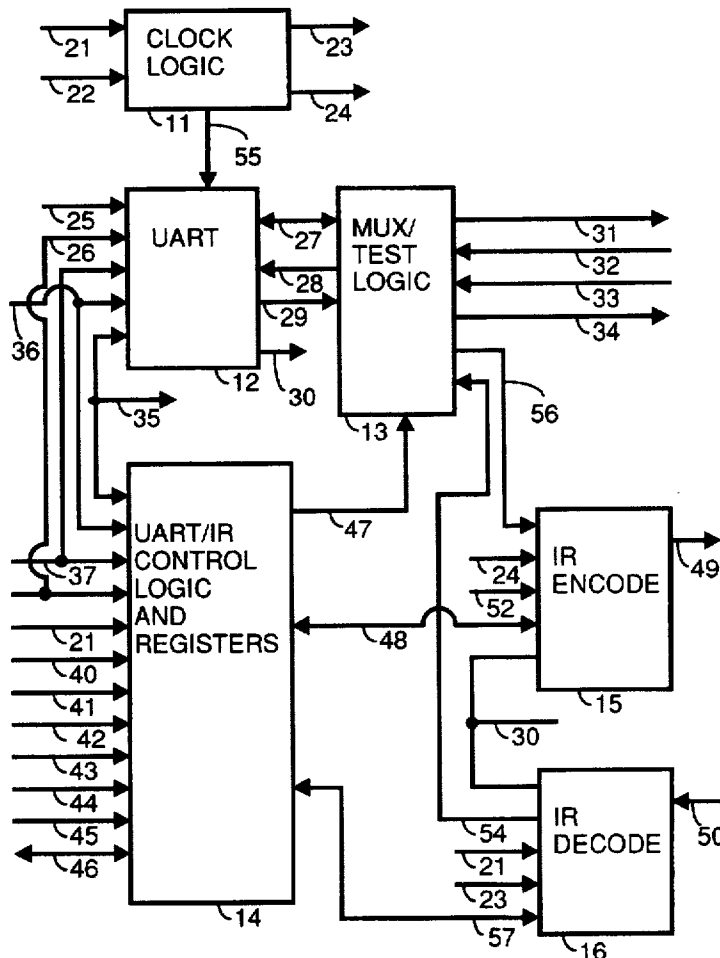 21
CLOCK
LOGIC
23
22
24
11
55
25
UART
27
MUX/
TEST
LOGIC
31
26
32
28
33
29
34
36
12
30
35
13
56
47
UART/IR
CONTROL
LOGIC
AND
REGISTERS
37
IR
ENCODE
24
49
52
21
48
40
41
15
42
30
43
44
54
IR
DECODE
50
45
21
46
23
14
57
16